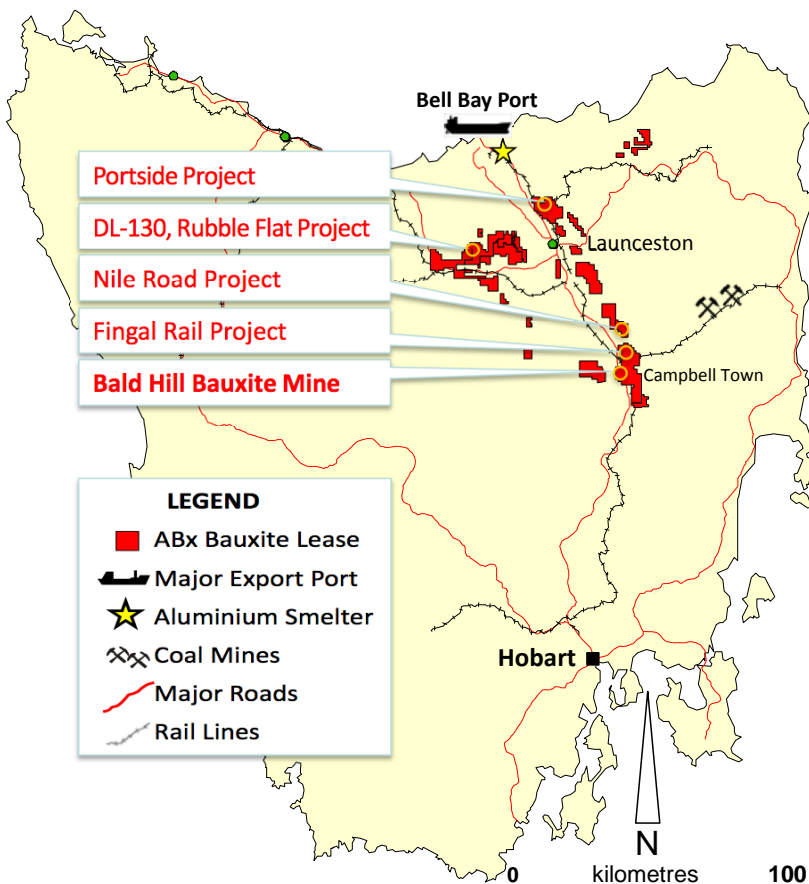 Bell Bay Port
Portside Project
DL-130, Rubble Flat Project
Launceston
Nile Road Project
Fingal Rail Project
Bald Hill Bauxite Mine
Campbell Town
LEGEND
ABx Bauxite Lease
Major Export Port
Aluminium Smelter
Coal Mines
Major Roads
Rail Lines
Hobart
N
0 kilometres 100